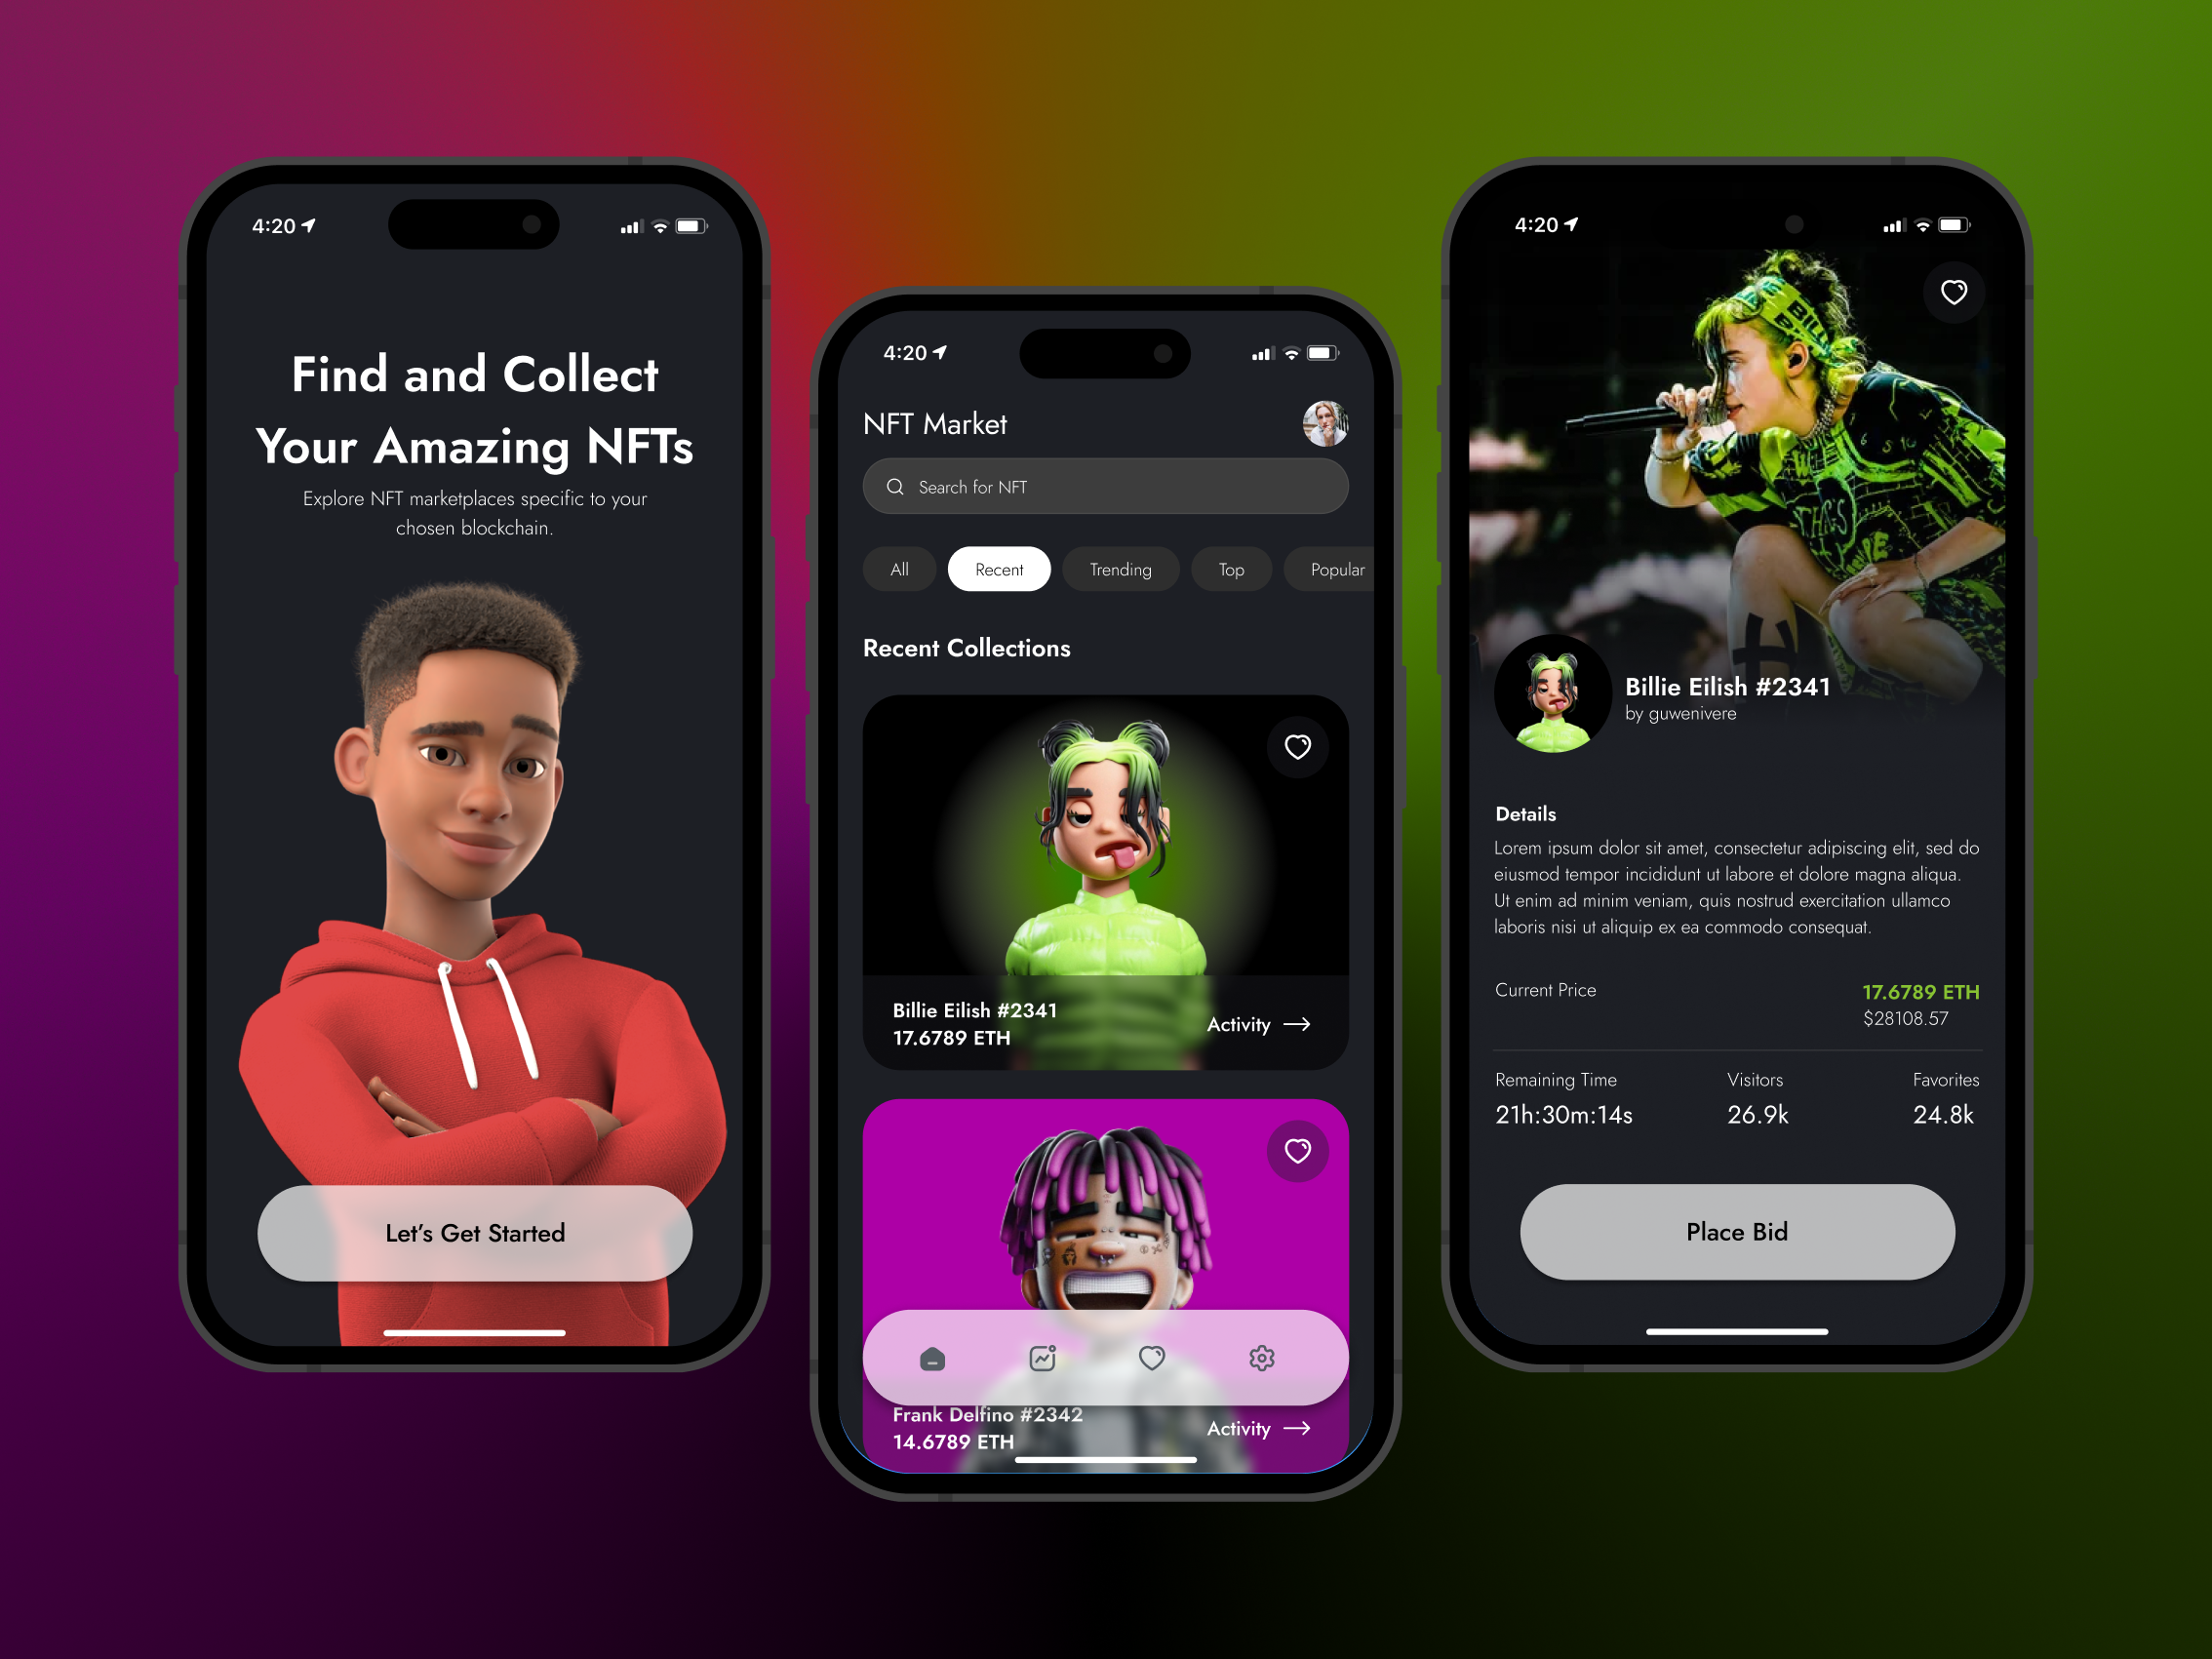 4:20
Find and Collect
Your Amazing NFTs
Explore NFT marketplaces specific to your
chosen blockchain.
Let's Get Started
4:20
NFT Market
Search for NFT
All Recent Trending Top Popular
Recent Collections
Billie Eilish #2341
17.6789 ETH
Activity
Frank Delfino #2342
14.6789 ETH
Activity
4:20
Billie Eilish #2341
by guwenivere
Details
Lorem ipsum dolor sit amet, consectetur adipiscing elit, sed do
eiusmod tempor incididunt ut labore et dolore magna aliqua.
Ut enim ad minim veniam, quis nostrud exercitation ullamco
laboris nisi ut aliquip ex ea commodo consequat.
Current Price
17.6789 ETH
$28108.57
Remaining Time Visitors Favorites
21h:30m:14s 26.9k 24.8k
Place Bid